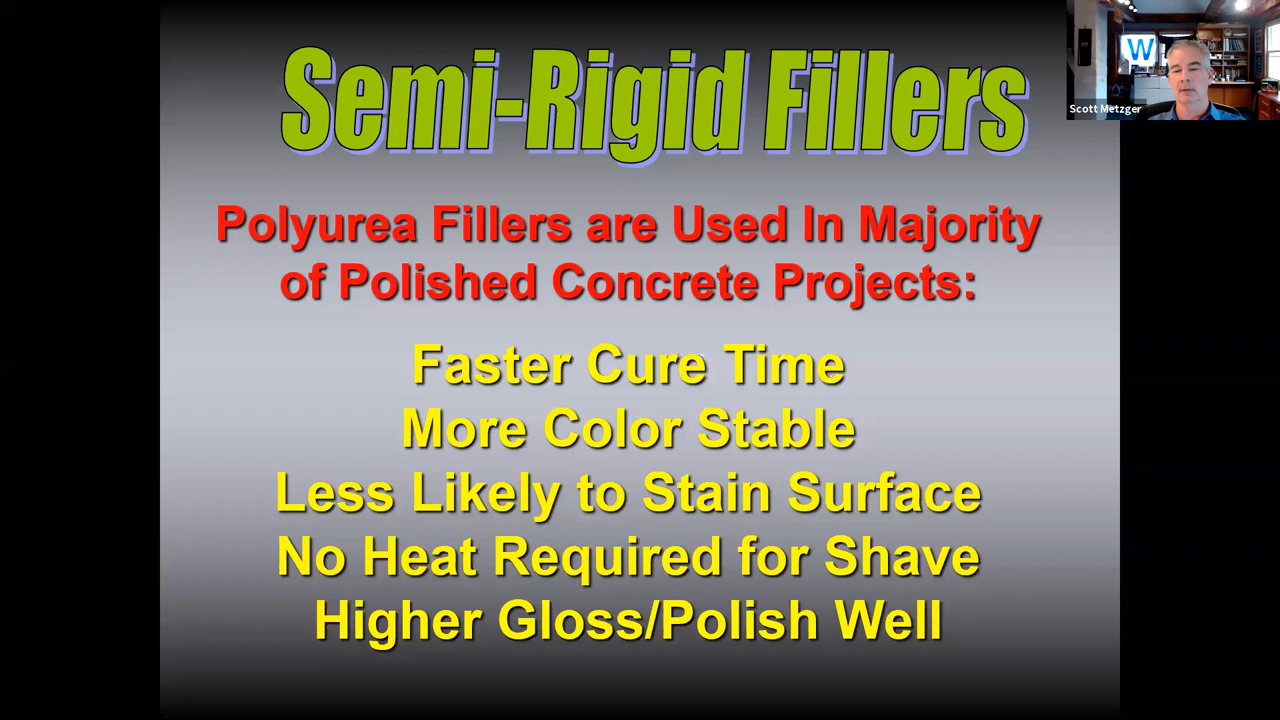 Semi-Rigid Fillers
W
Scott Metzger
Polyurea Fillers are Used In Majority
of Polished Concrete Projects:
Faster Cure Time
More Color Stable
Less Likely to Stain Surface
No Heat Required for Shave
Higher Gloss/Polish Well